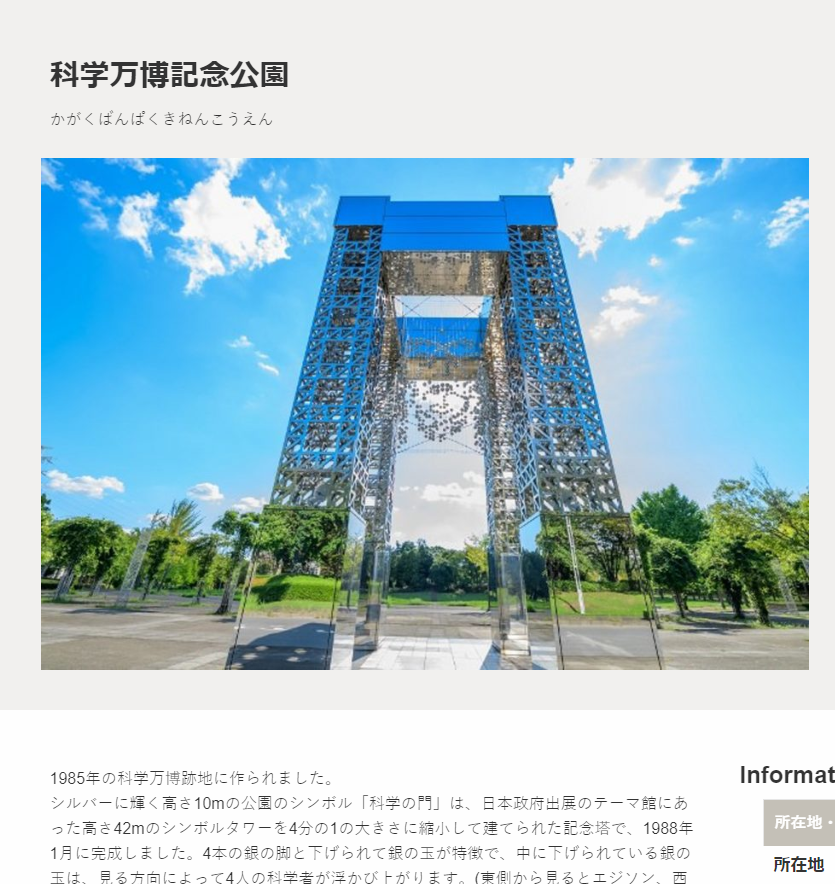 科学万博記念公園
かがくばんぱくきねんこうえん
1985年の科学万博跡地に作られました。
シルバーに輝く高さ10mの公園のシンボル「科学の門」は、日本政府出展のテーマ館にあ
った高さ42mのシンボルタワーを4分の1の大きさに縮小して建てられた記念塔で、1988年
1月に完成しました。4本の銀の脚と下げられて銀の玉が特徴で、中に下げられている銀の
玉は、見る方向によって4人の科学者が浮かび上がります。(東側から見るとエジソン、西
Informat
所在地・
所在地